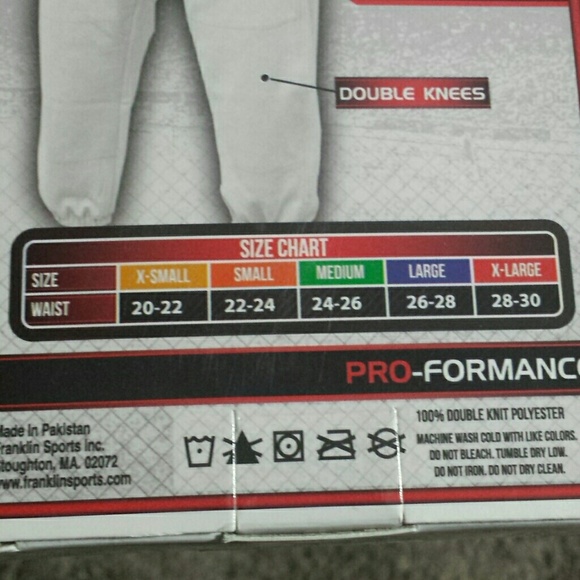 DOUBLE KNEES
SIZE CHART
SIZE X-SMALL SMALL MEDIUM LARGE X-LARGE
WAIST 20-22 22-24 24-26 26-28 28-30
PRO-FORMANC
Made In Pakistan
Franklin Sports Inc.
Stoughton, MA. 02072
www.franklinsports.com
100% DOUBLE KNIT POLYESTER
MACHINE WASH COLD WITH LIKE COLORS.
DO NOT BLEACH. TUMBLE DRY LOW.
DO NOT IRON. DO NOT DRY CLEAN.